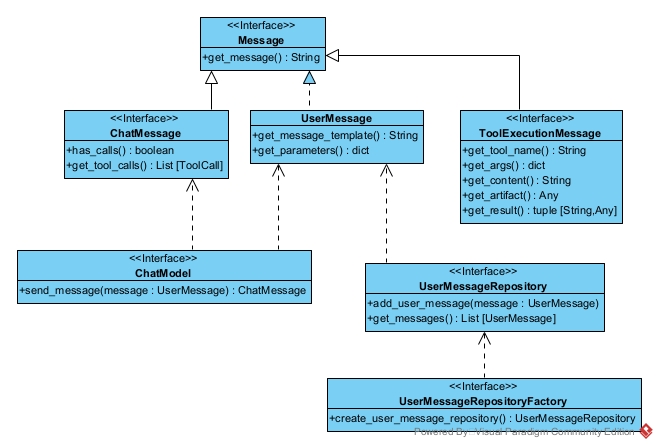 <<Interface>>
Message
+get_message() : String
<<Interface>>
ChatMessage
+has_calls() : boolean
+get_tool_calls() : List [ToolCall]
UserMessage
+get_message_template() : String
+get_parameters() : dict
<<Interface>>
ToolExecutionMessage
+get_tool_name() : String
+get_args() : dict
+get_content() : String
+get_artifact() : Any
+get_result() : tuple [String,Any]
<<Interface>>
ChatModel
+send_message(message : UserMessage) : ChatMessage
<<Interface>>
UserMessageRepository
+add_user_message(message : UserMessage)
+get_messages() : List [UserMessage]
<<Interface>>
UserMessageRepositoryFactory
+create_user_message_repository() : UserMessageRepository
Powered By: Visual Paradigm Community Edition